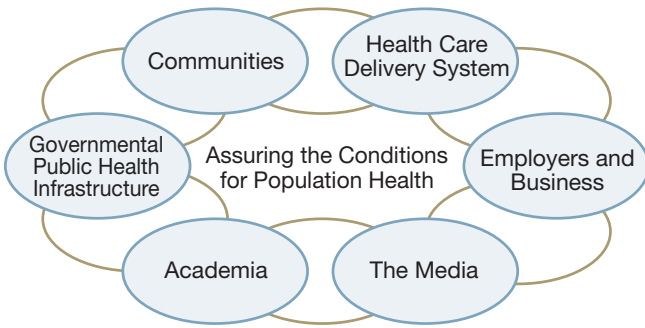 Communities
Health Care
Delivery System
Governmental
Public Health
Infrastructure
Assuring the Conditions
for Population Health
Employers and
Business
Academia
The Media